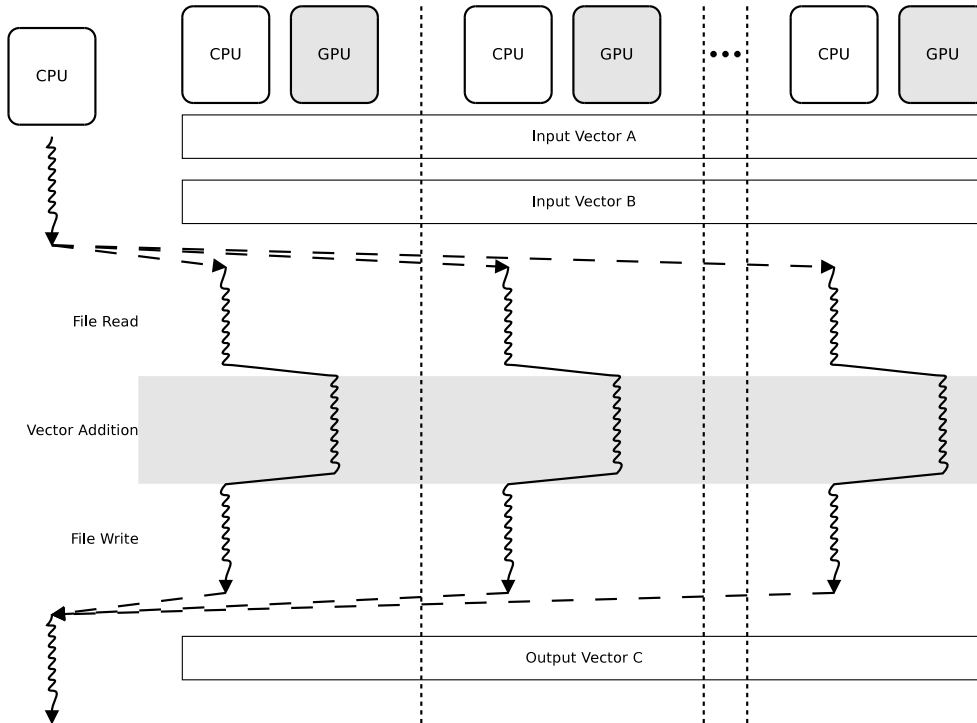 CPU
CPU
GPU
CPU
GPU
•••
CPU
GPU
Input Vector A
Input Vector B
File Read
Vector Addition
File Write
Output Vector C